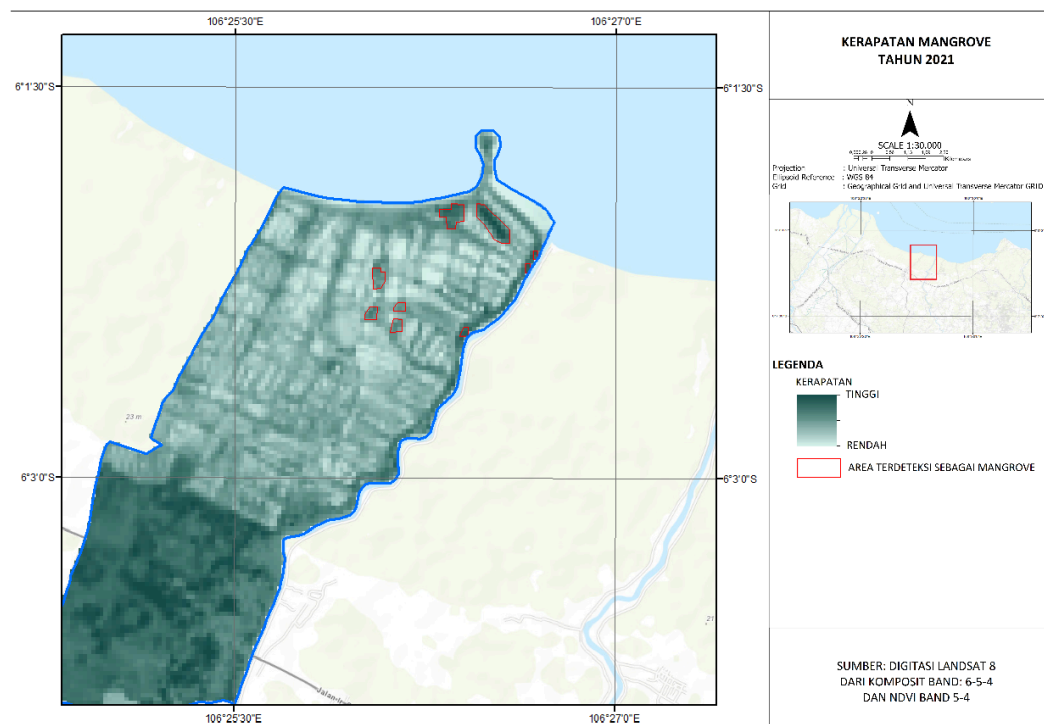 106°25'30"E
106°27'0"E
6°1'30"S
6°1'30"S
23 m
6°3'0"S
6°3'0"S
21
106°25'30"E
106°27'0"E
KERAPATAN MANGROVE
TAHUN 2021
N
SCALE 1:30.000
Kilometers
Projection : Universal Transverse Mercator
Ellipsoid Reference : WGS 84
Grid : Geographical Grid and Universal Transverse Mercator GRID
LEGENDA
KERAPATAN
TINGGI
RENDAH
AREA TERDETEKSI SEBAGAI MANGROVE
SUMBER: DIGITASI LANDSAT 8
DARI KOMPOSIT BAND: 6-5-4
DAN NDVI BAND 5-4